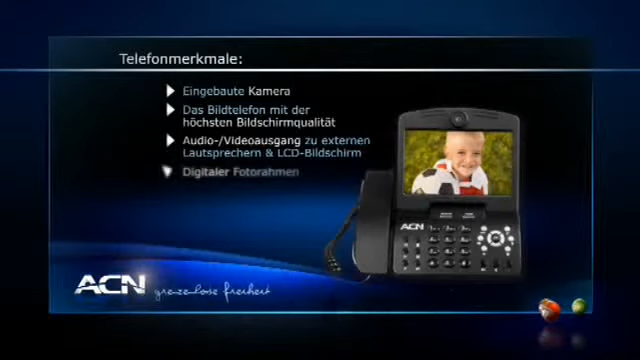 Telefonmerkmale:
Eingebaute Kamera
Das Bildtelefon mit der
höchsten Bildschirmqualität
Audio-/Videoausgang zu externen
Lautsprechern & LCD-Bildschirm
Digitaler Fotorahmen
ACN
ACN
grenzenlose freiheit